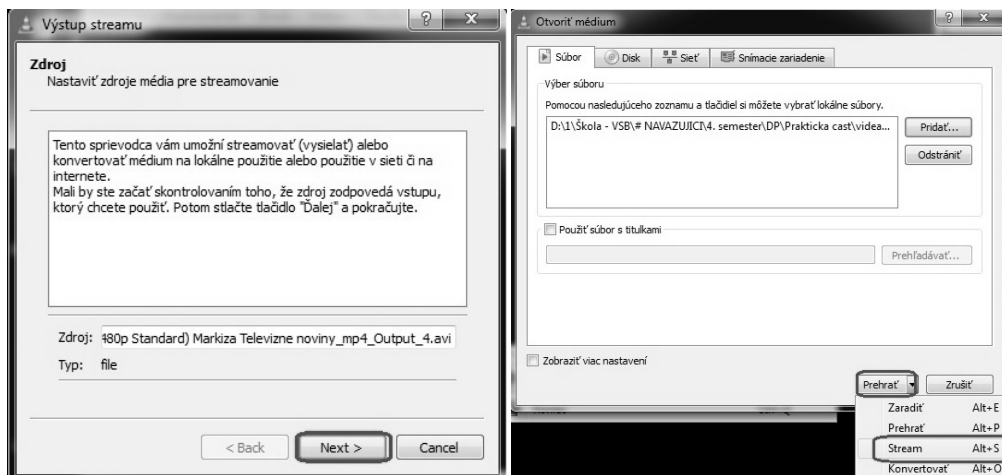 Výstup streamu
Zdroj
Nastaviť zdroje média pre streamovanie
Tento sprievodca vám umožní streamovať (vysielať) alebo
konvertovať médium na lokálne použitie alebo použitie v sieti či na
internete.
Mali by ste začať skontrolovaním toho, že zdroj zodpovedá vstupu,
ktorý chcete použiť. Potom stlačte tlačidlo "Ďalej" a pokračujte.
Zdroj: 480p Standard) Markiza Televizne noviny_mp4_Output_4.avi
Typ: file
< Back Next > Cancel
Otvoriť médium
Súbor Disk Sieť Snímacie zariadenie
Výber súboru
Pomocou nasledujúceho zoznamu a tlačidiel si môžete vybrať lokálne súbory.
D:\1\Škola - VSB\# NAVAZUJICI\4. semester\DP\Prakticka cast\videa... Pridať...
Odstrániť
Použiť súbor s titulkami
Prehľadávať...
Zobraziť viac nastavení
Prehrať Zrušiť
Zaradiť Alt+E
Prehrať Alt+P
Stream Alt+S
Konvertovať Alt+O